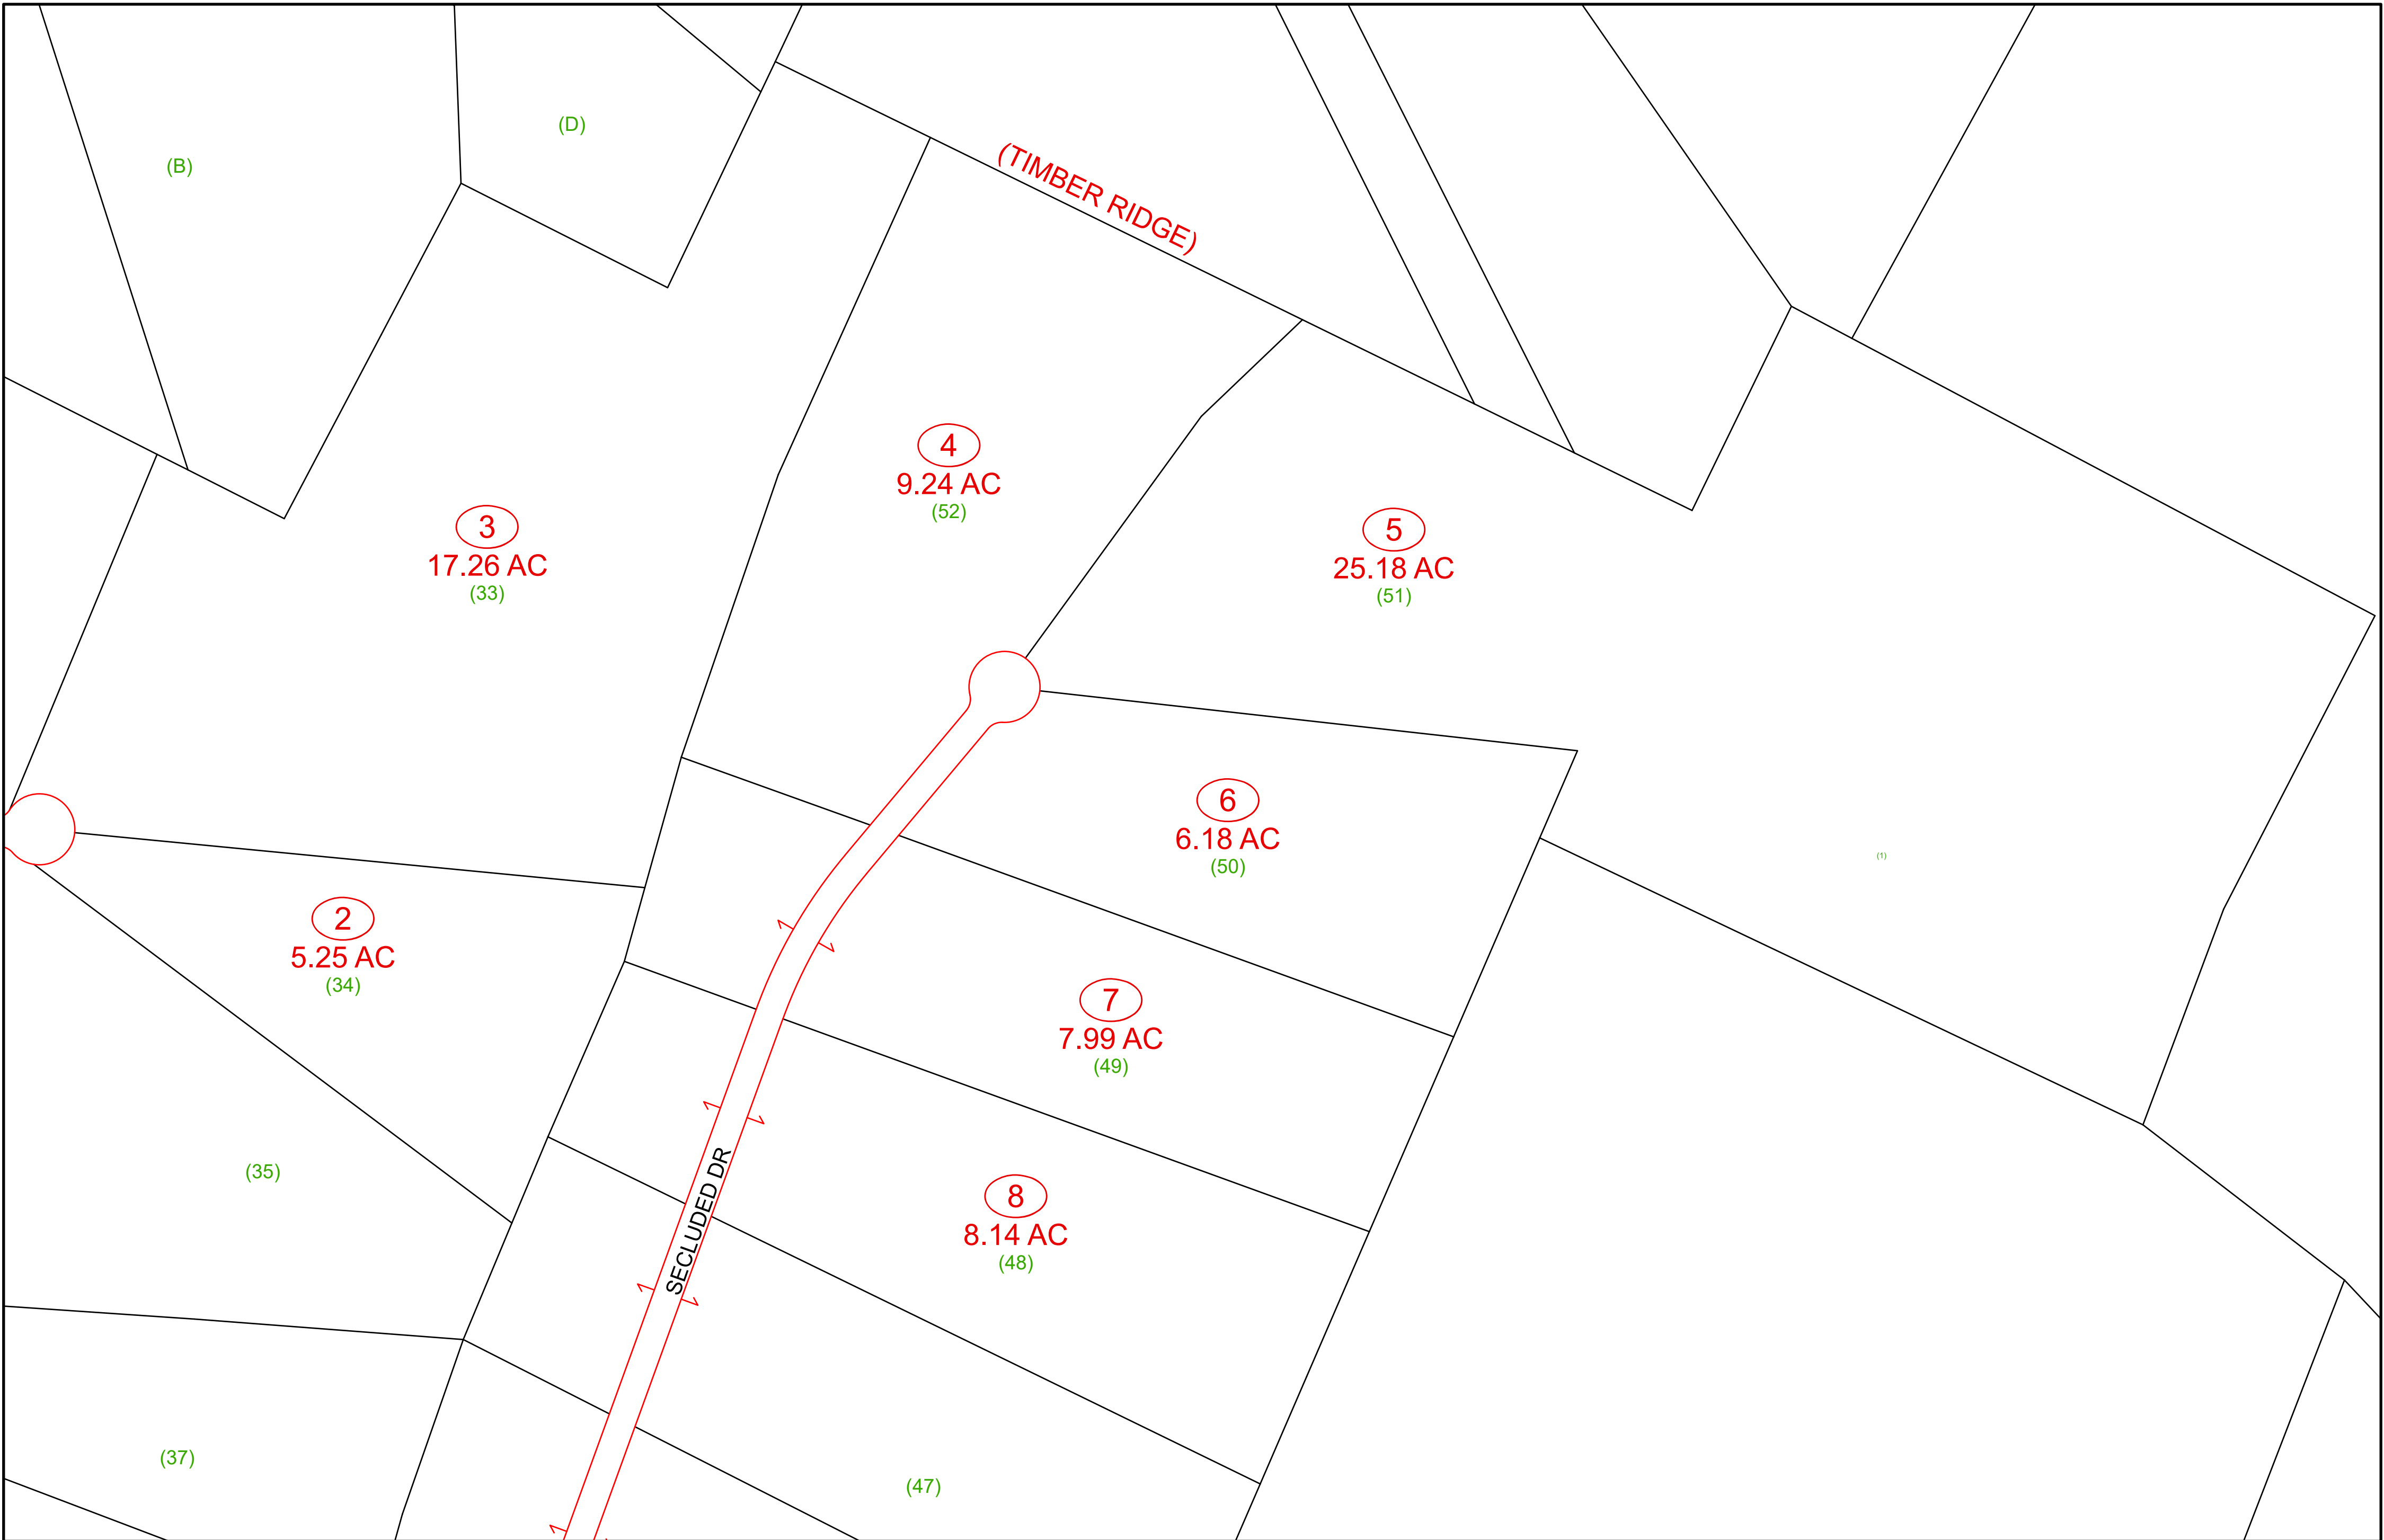 (D)
(B)
(TIMBER RIDGE)
4
9.24 AC
(52)
3
17.26 AC
(33)
5
25.18 AC
(51)
6
6.18 AC
(50)
(1)
2
5.25 AC
(34)
7
7.99 AC
(49)
(35)
SECLUDED DR
8
8.14 AC
(48)
(37)
(47)